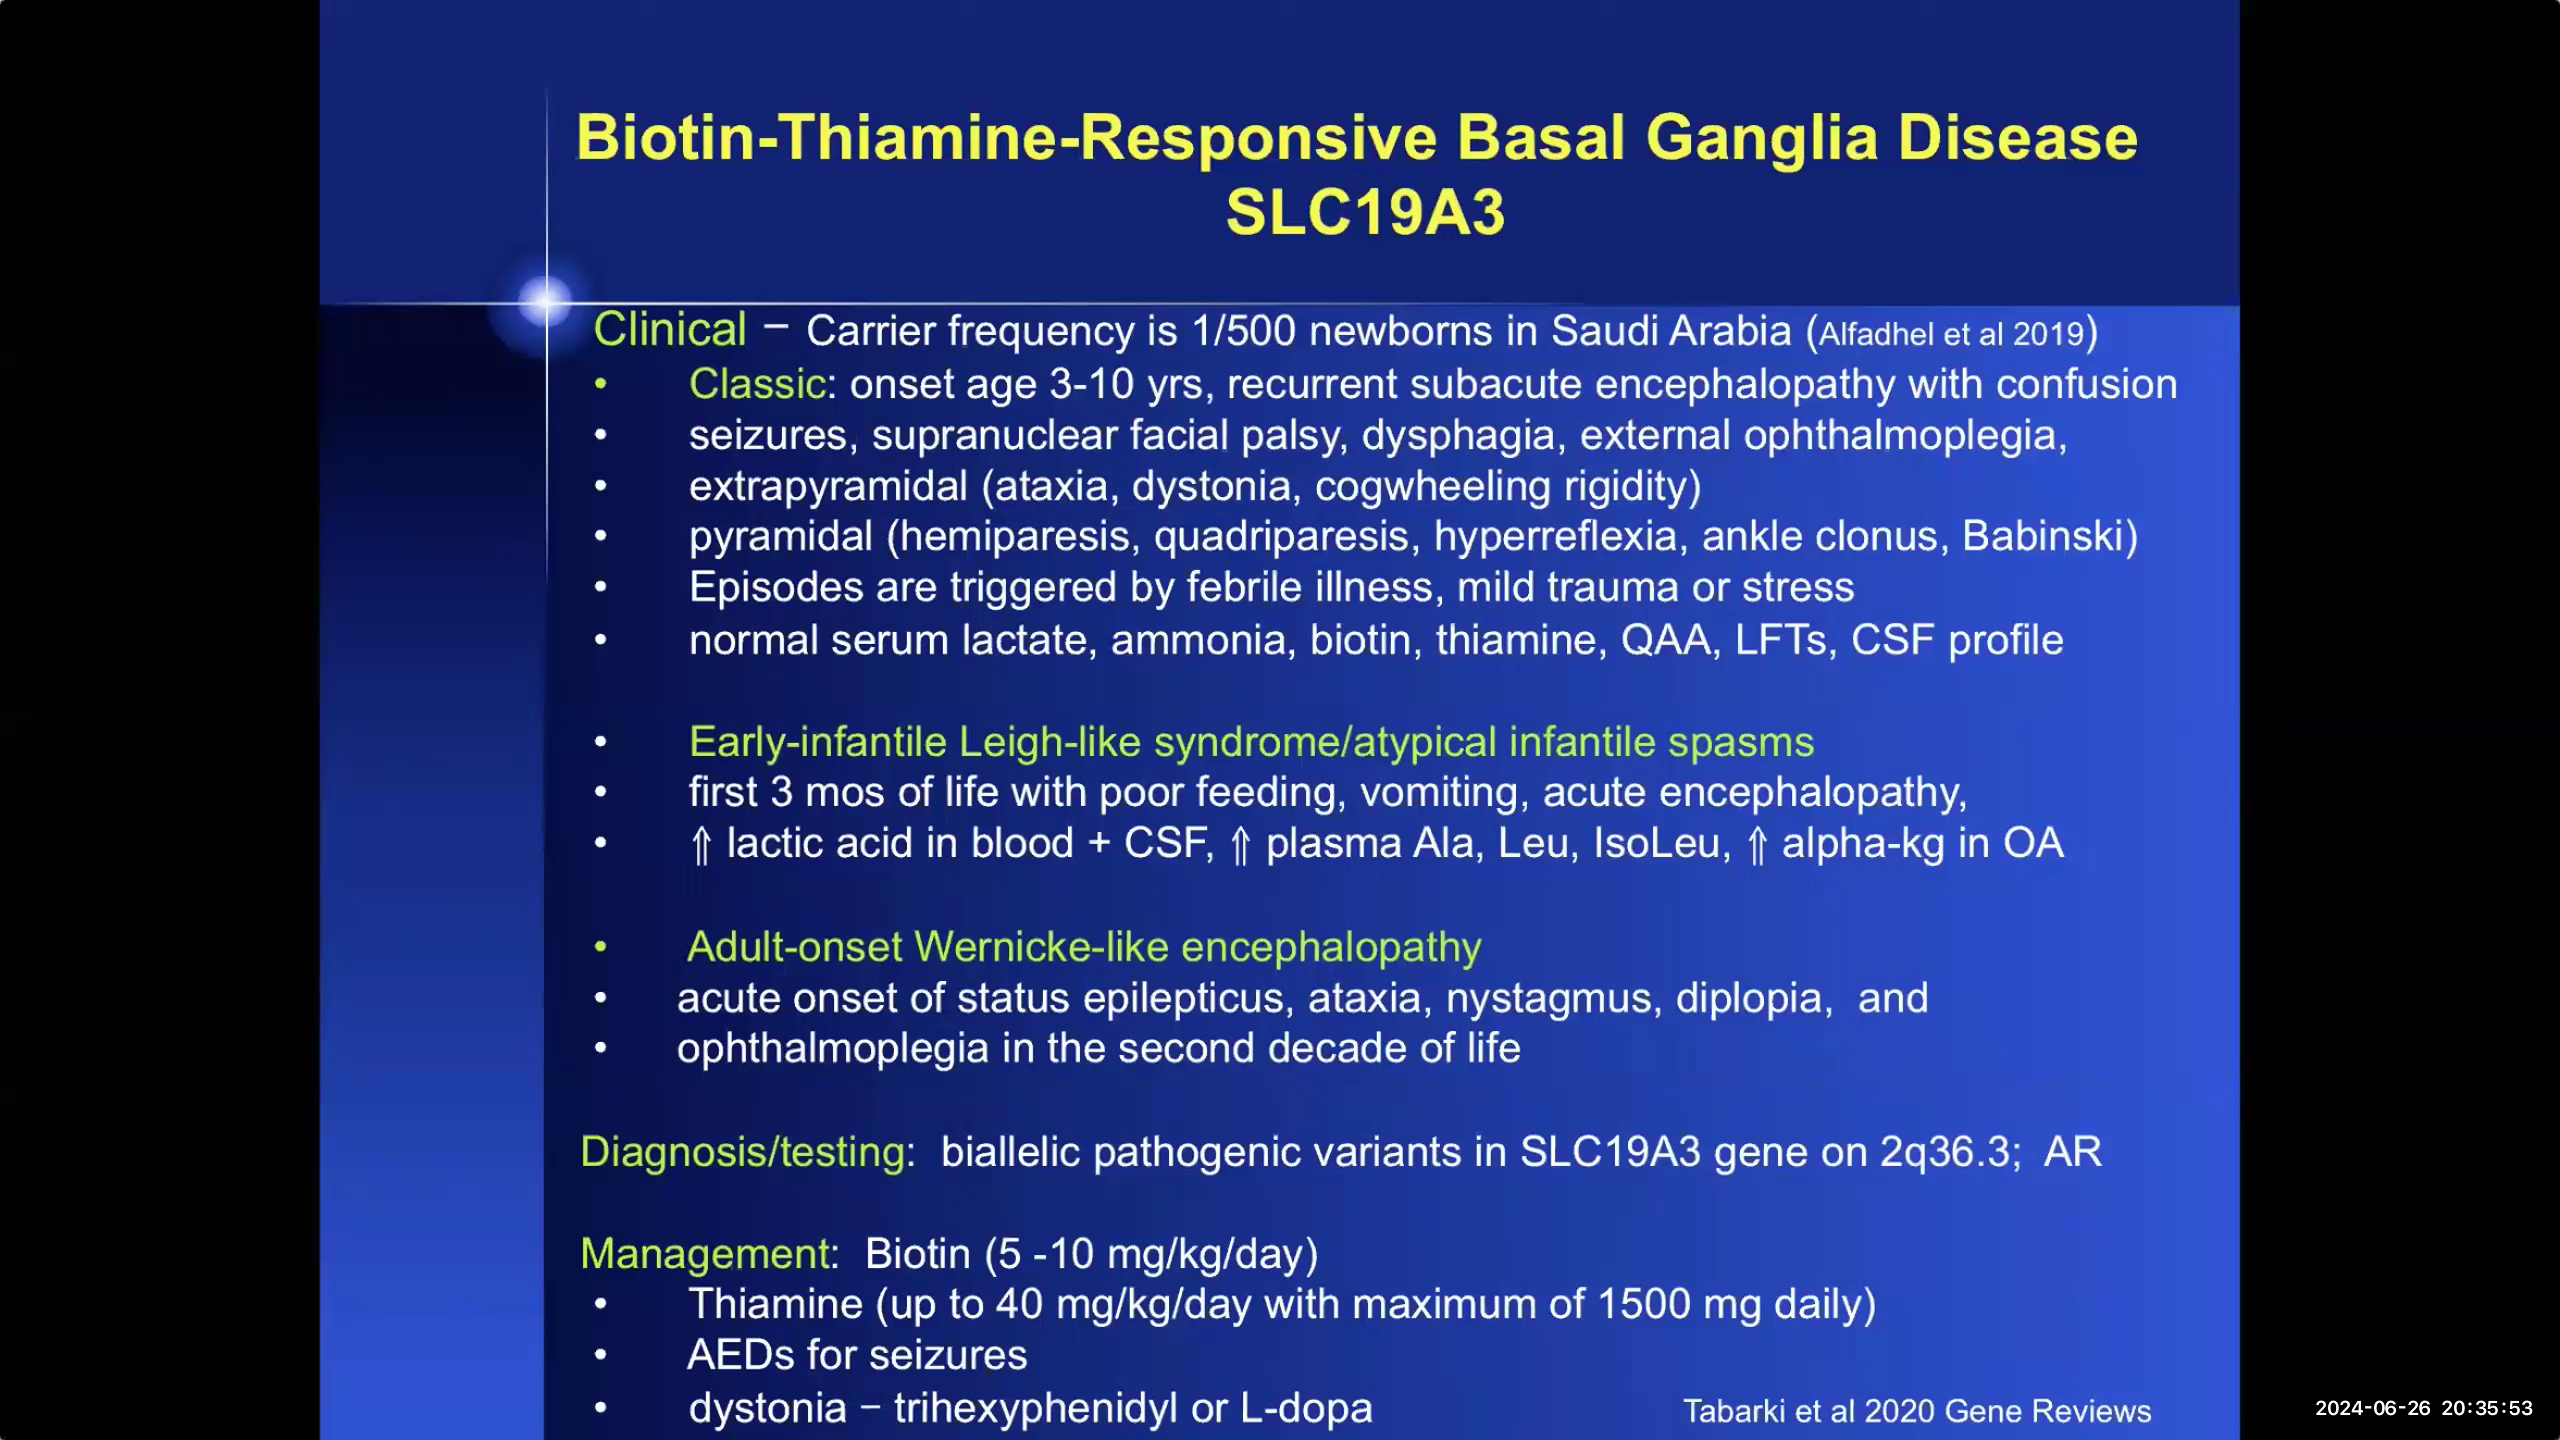 Biotin-Thiamine-Responsive Basal Ganglia Disease
SLC19A3
Clinical – Carrier frequency is 1/500 newborns in Saudi Arabia (Alfadhel et al 2019)
• Classic: onset age 3-10 yrs, recurrent subacute encephalopathy with confusion
• seizures, supranuclear facial palsy, dysphagia, external ophthalmoplegia,
• extrapyramidal (ataxia, dystonia, cogwheeling rigidity)
• pyramidal (hemiparesis, quadriparesis, hyperreflexia, ankle clonus, Babinski)
• Episodes are triggered by febrile illness, mild trauma or stress
• normal serum lactate, ammonia, biotin, thiamine, QAA, LFTs, CSF profile
• Early-infantile Leigh-like syndrome/atypical infantile spasms
• first 3 mos of life with poor feeding, vomiting, acute encephalopathy,
• ⇑ lactic acid in blood + CSF, ⇑ plasma Ala, Leu, IsoLeu, ⇑ alpha-kg in OA
• Adult-onset Wernicke-like encephalopathy
• acute onset of status epilepticus, ataxia, nystagmus, diplopia, and
• ophthalmoplegia in the second decade of life
Diagnosis/testing: biallelic pathogenic variants in SLC19A3 gene on 2q36.3; AR
Management: Biotin (5 -10 mg/kg/day)
• Thiamine (up to 40 mg/kg/day with maximum of 1500 mg daily)
• AEDs for seizures
• dystonia – trihexyphenidyl or L-dopa
Tabarki et al 2020 Gene Reviews
2024-06-26 20:35:53